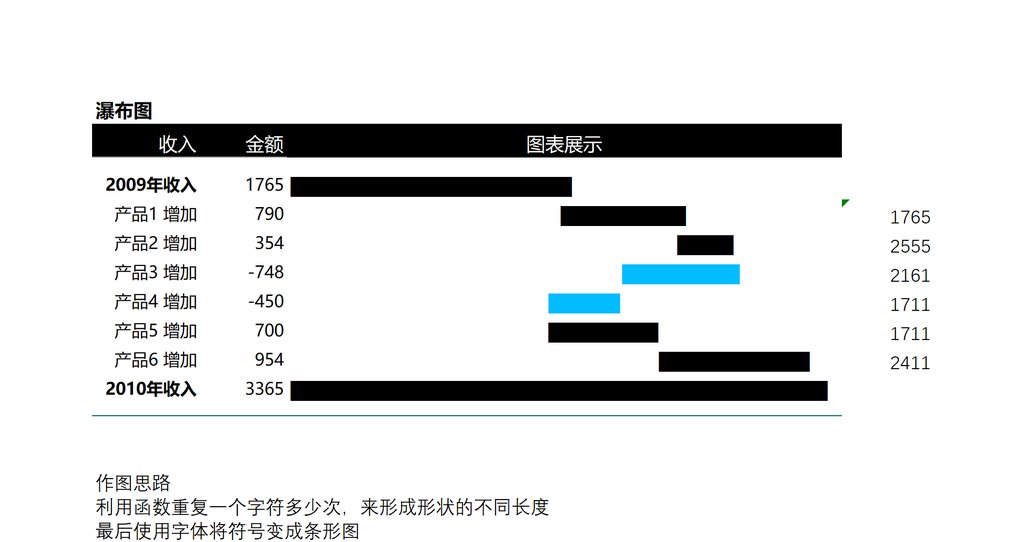 瀑布图
收入 金额 图表展示
2009年收入 1765
产品1 增加 790 1765
产品2 增加 354 2555
产品3 增加 -748 2161
产品4 增加 -450 1711
产品5 增加 700 1711
产品6 增加 954 2411
2010年收入 3365
作图思路
利用函数重复一个字符多少次，来形成形状的不同长度
最后使用字体将符号变成条形图